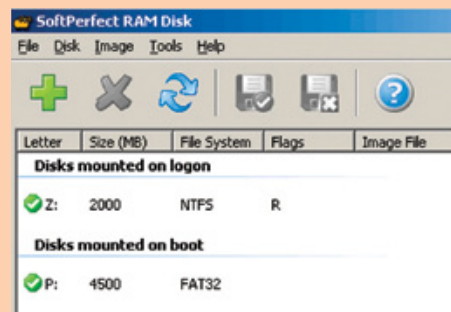 SoftPerfect RAM Disk
File Disk Image Tools Help
Letter Size (MB) File System Flags Image File
Disks mounted on logon
Z: 2000 NTFS R
Disks mounted on boot
P: 4500 FAT32